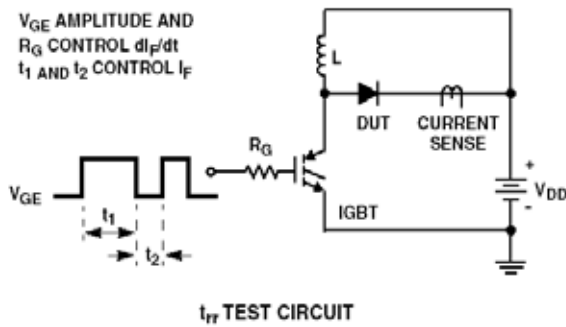 VGE AMPLITUDE AND
RG CONTROL dIF/dt
t1 AND t2 CONTROL IF
L
DUT
CURRENT
SENSE
RG
+
VDD
-
VGE
t1
t2
IGBT
trr TEST CIRCUIT